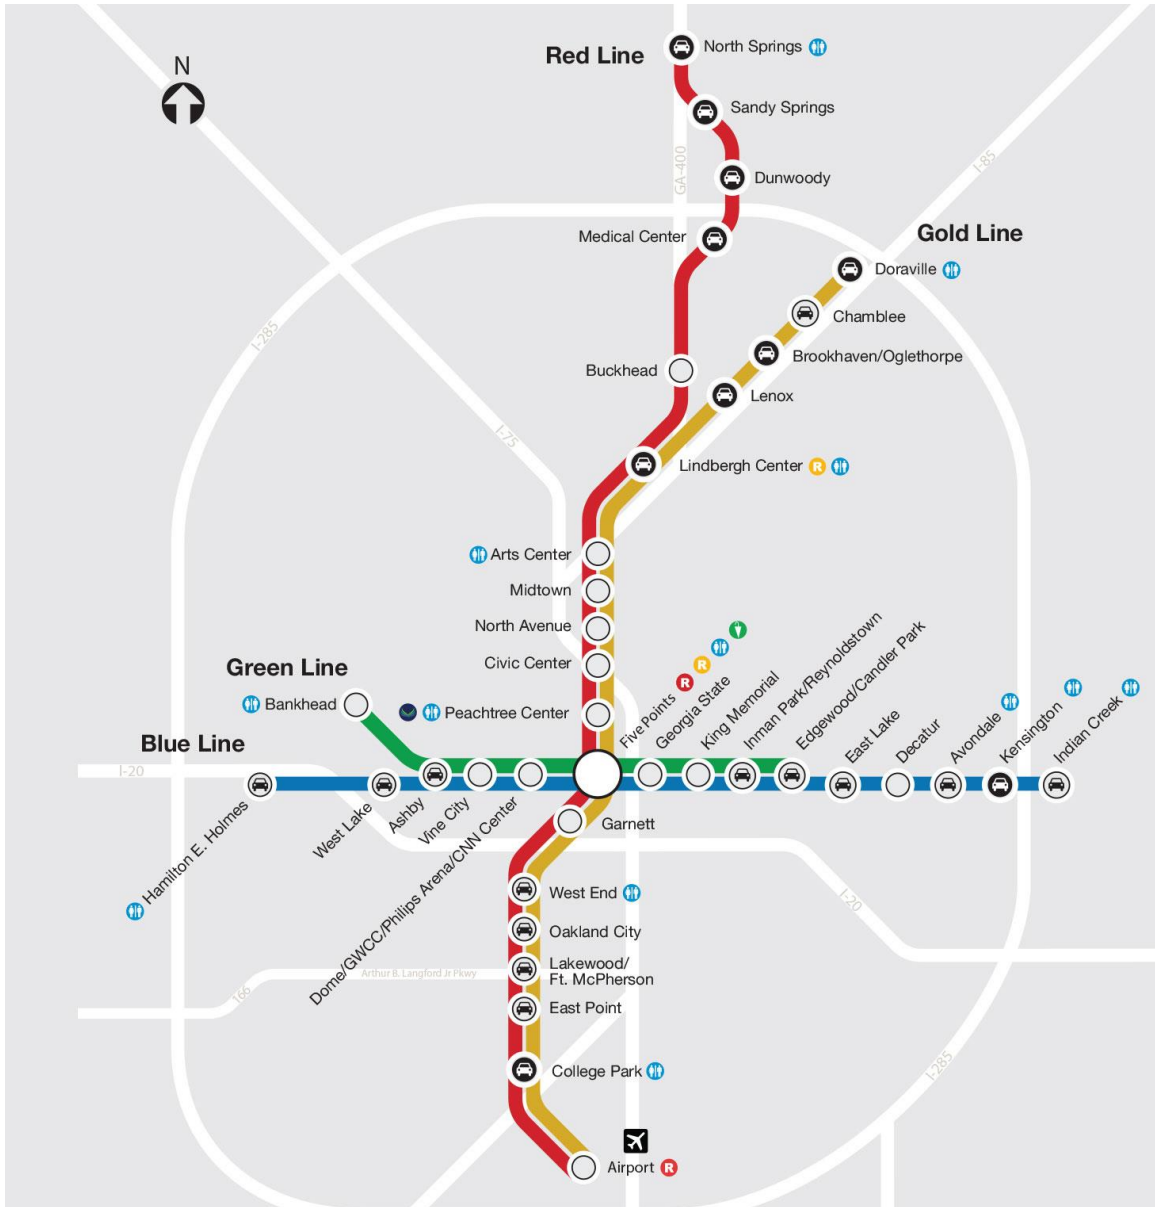 N
Red Line
North Springs
Sandy Springs
GA-400
Dunwoody
I-85
Medical Center
Gold Line
Doraville
Chamblee
I-285
Brookhaven/Oglethorpe
Buckhead
Lenox
I-75
Lindbergh Center R
Arts Center
Midtown
North Avenue
Civic Center
Green Line
Bankhead
Peachtree Center
Blue Line
I-20
Five Points R R
Georgia State
King Memorial
Inman Park/Reynoldstown
Edgewood/Candler Park
East Lake
Decatur
Avondale
Kensington
Indian Creek
Hamilton E. Holmes
West Lake
Ashby
Vine City
Dome/GWCC/Philips Arena/CNN Center
Garnett
West End
I-20
Oakland City
Lakewood/
Ft. McPherson
Arthur B. Langford Jr Pkwy
166
East Point
College Park
I-285
Airport R